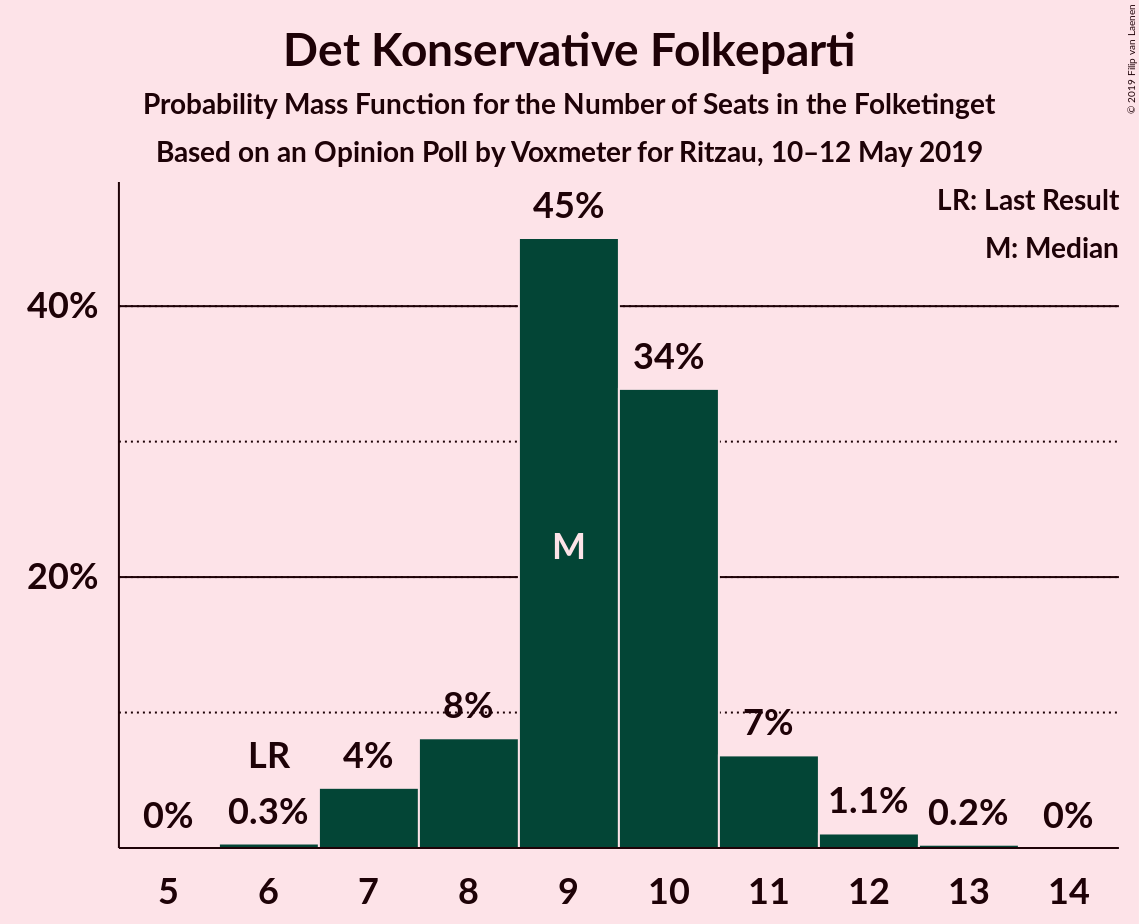 Det Konservative Folkeparti
Probability Mass Function for the Number of Seats in the Folketinget
Based on an Opinion Poll by Voxmeter for Ritzau, 10–12 May 2019
© 2019 Filip van Laenen
LR: Last Result
M: Median
45%
40%
34%
M
20%
8%
7%
LR
4%
0%
0.3%
1.1%
0.2%
0%
5 6 7 8 9 10 11 12 13 14